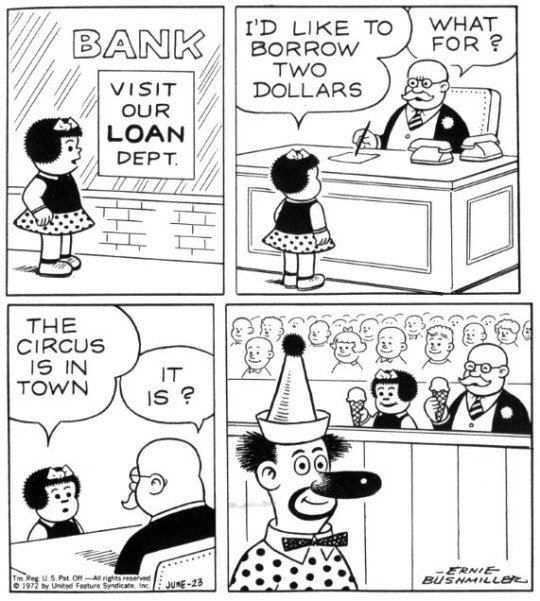 BANK
VISIT
OUR
LOAN
DEPT.
I'D LIKE TO
BORROW
TWO
DOLLARS
WHAT
FOR?
THE
CIRCUS
IS IN
TOWN
IT
IS?
Tm. Reg. U. S. Pat. Off.—All rights reserved
© 1972 by United Feature Syndicate, Inc.
JUNE-23
-ERNIE-
BUSHMILLER